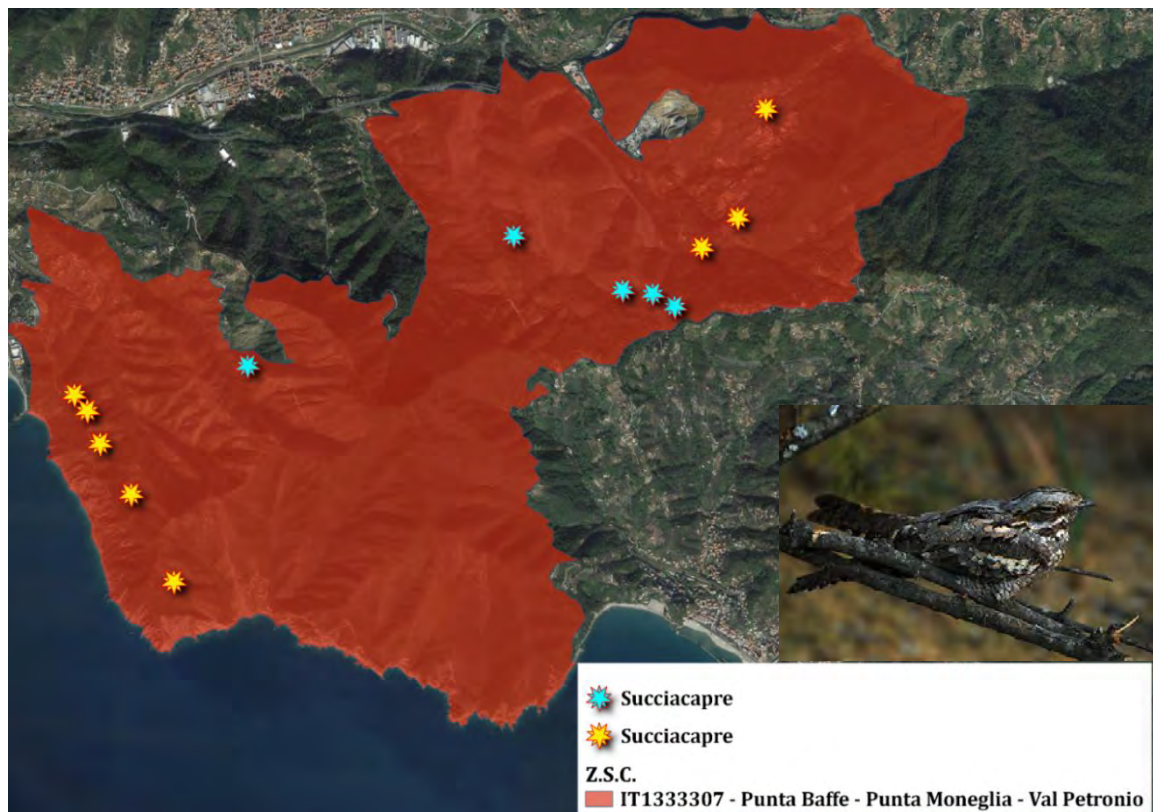 Succiacapre
Succiacapre
Z.S.C.
IT1333307 - Punta Baffe - Punta Moneglia - Val Petronio